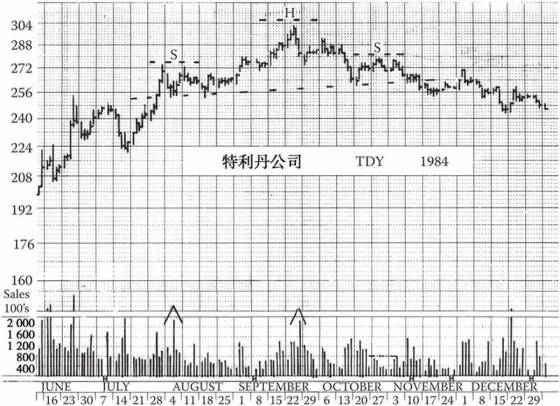 H
304
S
S
288
272
256
240
224
特利丹公司 TDY 1984
208
192
176
160
Sales
100's
2 000
1 600
1 200
800
400
JUNE JULY AUGUST SEPTEMBER OCTOBER NOVEMBER DECEMBER
16 23 30 7 14 21 28 4 11 18 25 1 8 15 22 29 6 13 20 27 3 10 17 24 1 8 15 22 29